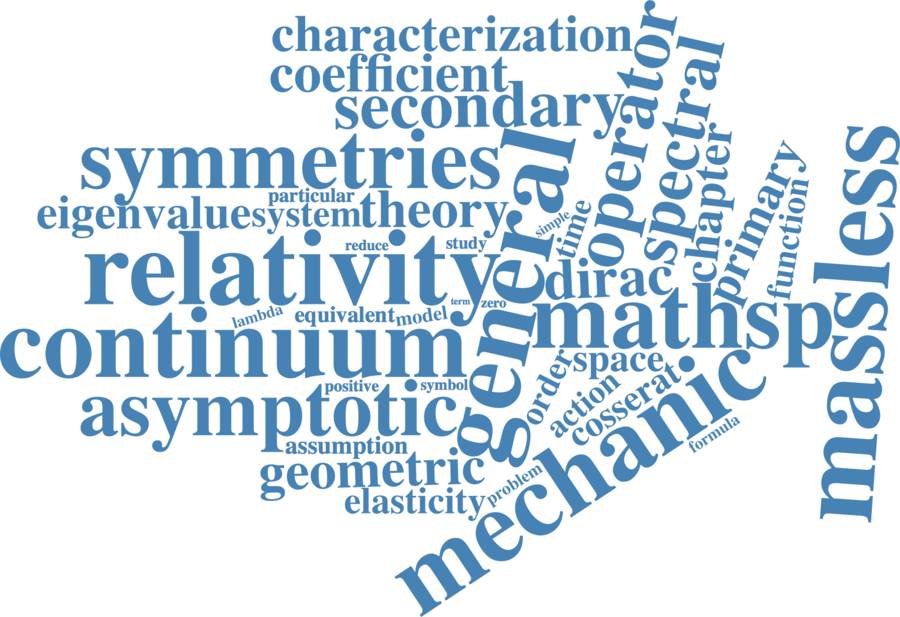 characterization
coefficient
secondary
operator
spectral
symmetries
general
chapter
massless
particular
primary
eigenvalue
system
theory
simple
time
function
reduce
study
relativity
dirac
term
zero
lambda
equivalent
model
mathsp
continuum
order
space
positive
symbol
action
cosserat
asymptotic
mechanic
formula
assumption
geometric
problem
elasticity